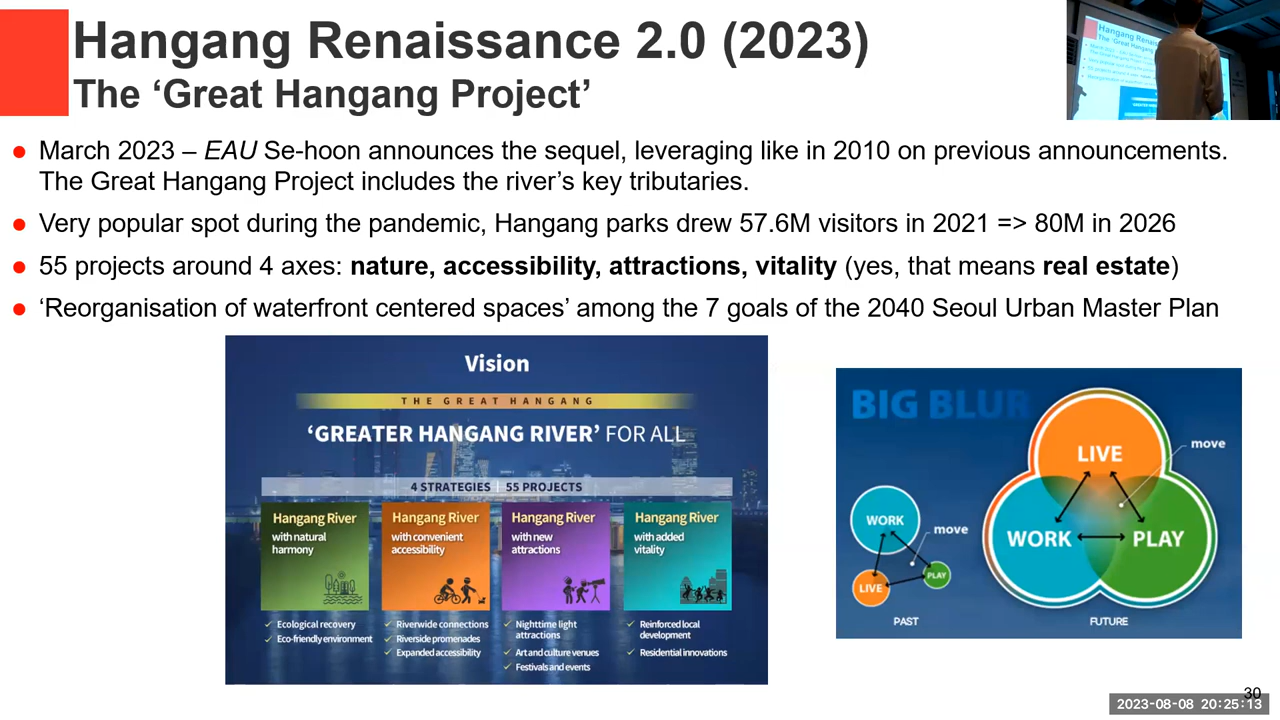 Hangang Renaissance 2.0 (2023)
The ‘Great Hangang Project’
March 2023 – EAU Se-hoon announces the sequel, leveraging like in 2010 on previous announcements.
The Great Hangang Project includes the river’s key tributaries.
Very popular spot during the pandemic, Hangang parks drew 57.6M visitors in 2021 => 80M in 2026
55 projects around 4 axes: nature, accessibility, attractions, vitality (yes, that means real estate)
‘Reorganisation of waterfront centered spaces’ among the 7 goals of the 2040 Seoul Urban Master Plan
Vision
THE GREAT HANGANG
‘GREATER HANGANG RIVER’ FOR ALL
4 STRATEGIES | 55 PROJECTS
Hangang River
with natural
harmony
✓ Ecological recovery
✓ Eco-friendly environment
Hangang River
with convenient
accessibility
✓ Riverwide connections
✓ Riverside promenades
✓ Expanded accessibility
Hangang River
with new
attractions
✓ Nighttime light
attractions
✓ Art and culture venues
✓ Festivals and events
Hangang River
with added
vitality
✓ Reinforced local
development
✓ Residential innovations
BIG BLUR
WORK
move
LIVE
PLAY
PAST
LIVE
move
WORK
PLAY
FUTURE
30
2023-08-08 20:25:13